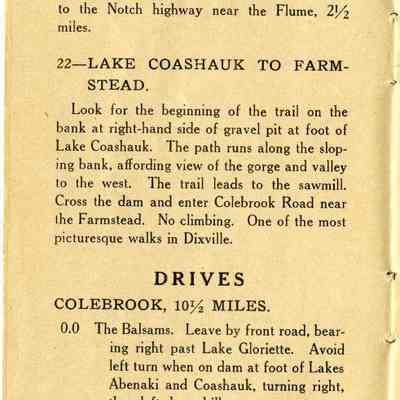 to the Notch highway near the Flume, 2½
miles.
22—LAKE COASHAUK TO FARM-
STEAD.
Look for the beginning of the trail on the
bank at right-hand side of gravel pit at foot of
Lake Coashauk. The path runs along the slop-
ing bank, affording view of the gorge and valley
to the west. The trail leads to the sawmill.
Cross the dam and enter Colebrook Road near
the Farmstead. No climbing. One of the most
picturesque walks in Dixville.
DRIVES
COLEBROOK, 10½ MILES.
0.0 The Balsams. Leave by front road, bear-
ing right past Lake Gloriette. Avoid
left turn when on dam at foot of Lakes
Abenaki and Coashauk, turning right,